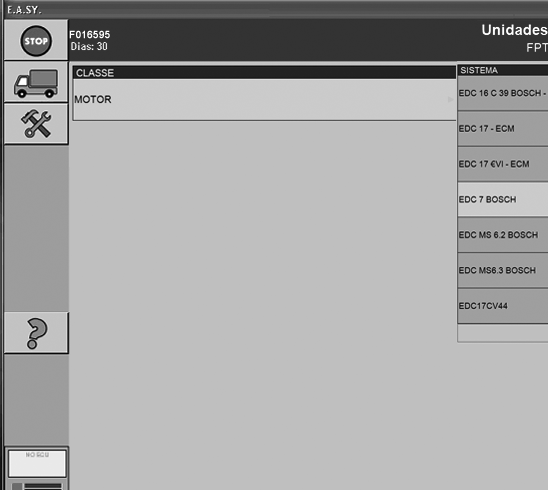 E.A.SY.
STOP
F016595
Dias: 30
Unidades
FPT
CLASSE
MOTOR
SISTEMA
EDC 16 C 39 BOSCH -
EDC 17 - ECM
EDC 17 €VI - ECM
EDC 7 BOSCH
EDC MS 6.2 BOSCH
EDC MS6.3 BOSCH
EDC17CV44